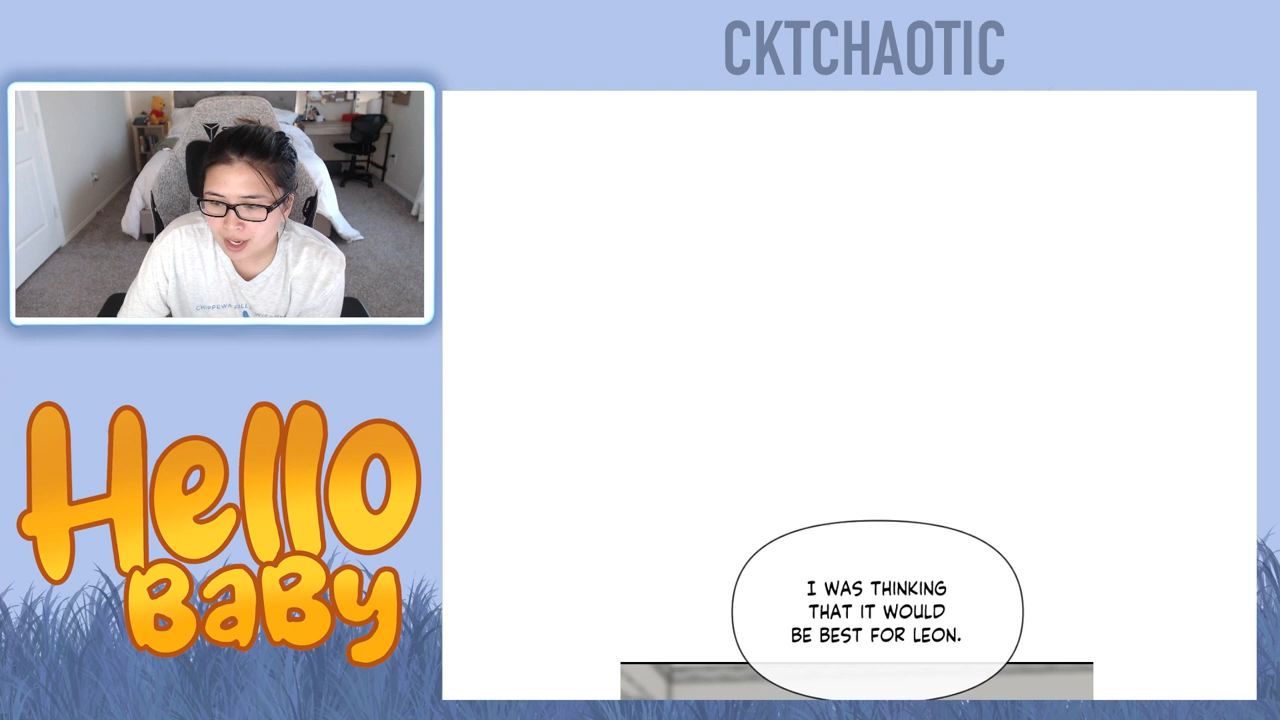 CKTCHAOTIC
Hello
BaBy
I WAS THINKING
THAT IT WOULD
BE BEST FOR LEON.